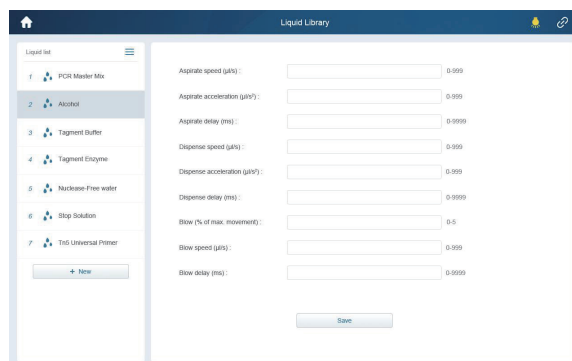 Liquid Library
Liquid list
1 PCR Master Mix
2 Alcohol
3 Tagment Buffer
4 Tagment Enzyme
5 Nuclease-Free water
6 Stop Solution
7 Tn5 Universal Primer
+ New
Aspirate speed (µl/s) : 0-999
Aspirate acceleration (µl/s²) : 0-999
Aspirate delay (ms) : 0-9999
Dispense speed (µl/s) : 0-999
Dispense acceleration (µl/s²) : 0-999
Dispense delay (ms) : 0-9999
Blow (% of max. movement) : 0-5
Blow speed (µl/s) : 0-999
Blow delay (ms) : 0-9999
Save